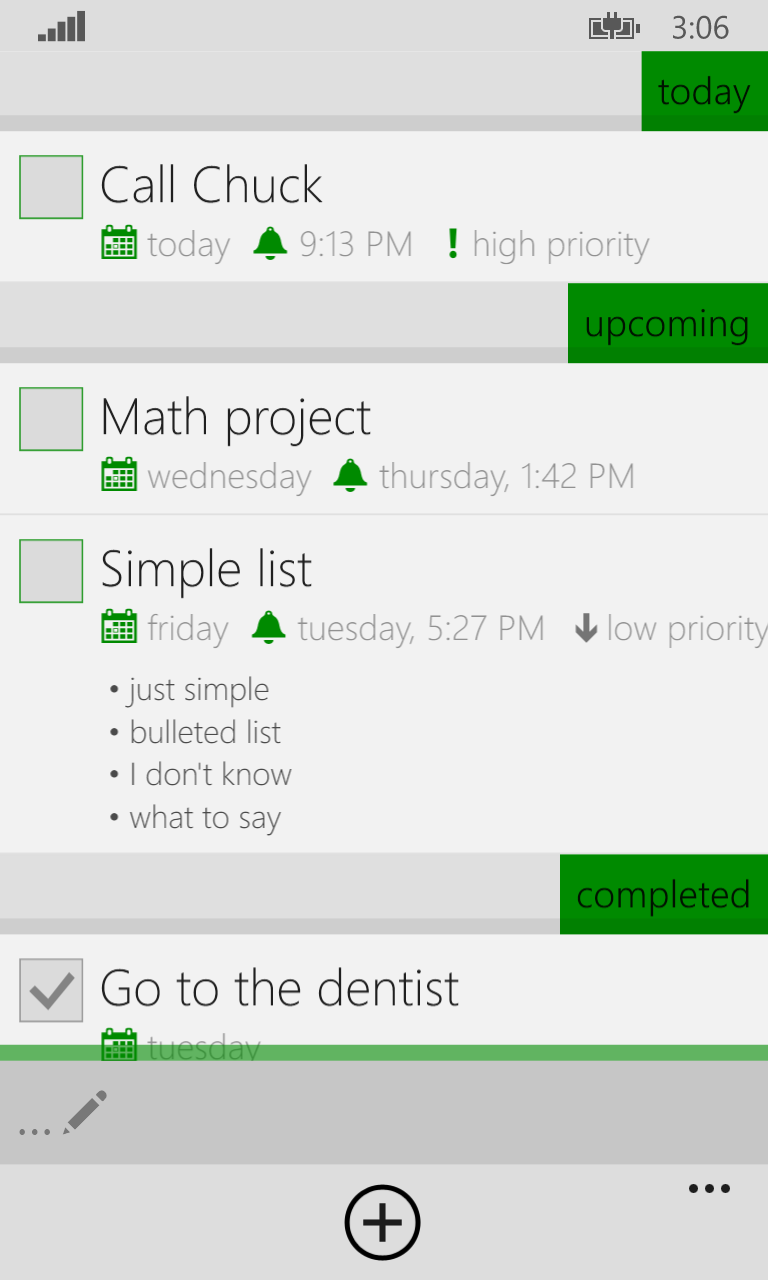 3:06
today
Call Chuck
today 9:13 PM ! high priority
upcoming
Math project
wednesday thursday, 1:42 PM
Simple list
friday tuesday, 5:27 PM low priority
• just simple
• bulleted list
• I don't know
• what to say
completed
Go to the dentist
tuesday
...